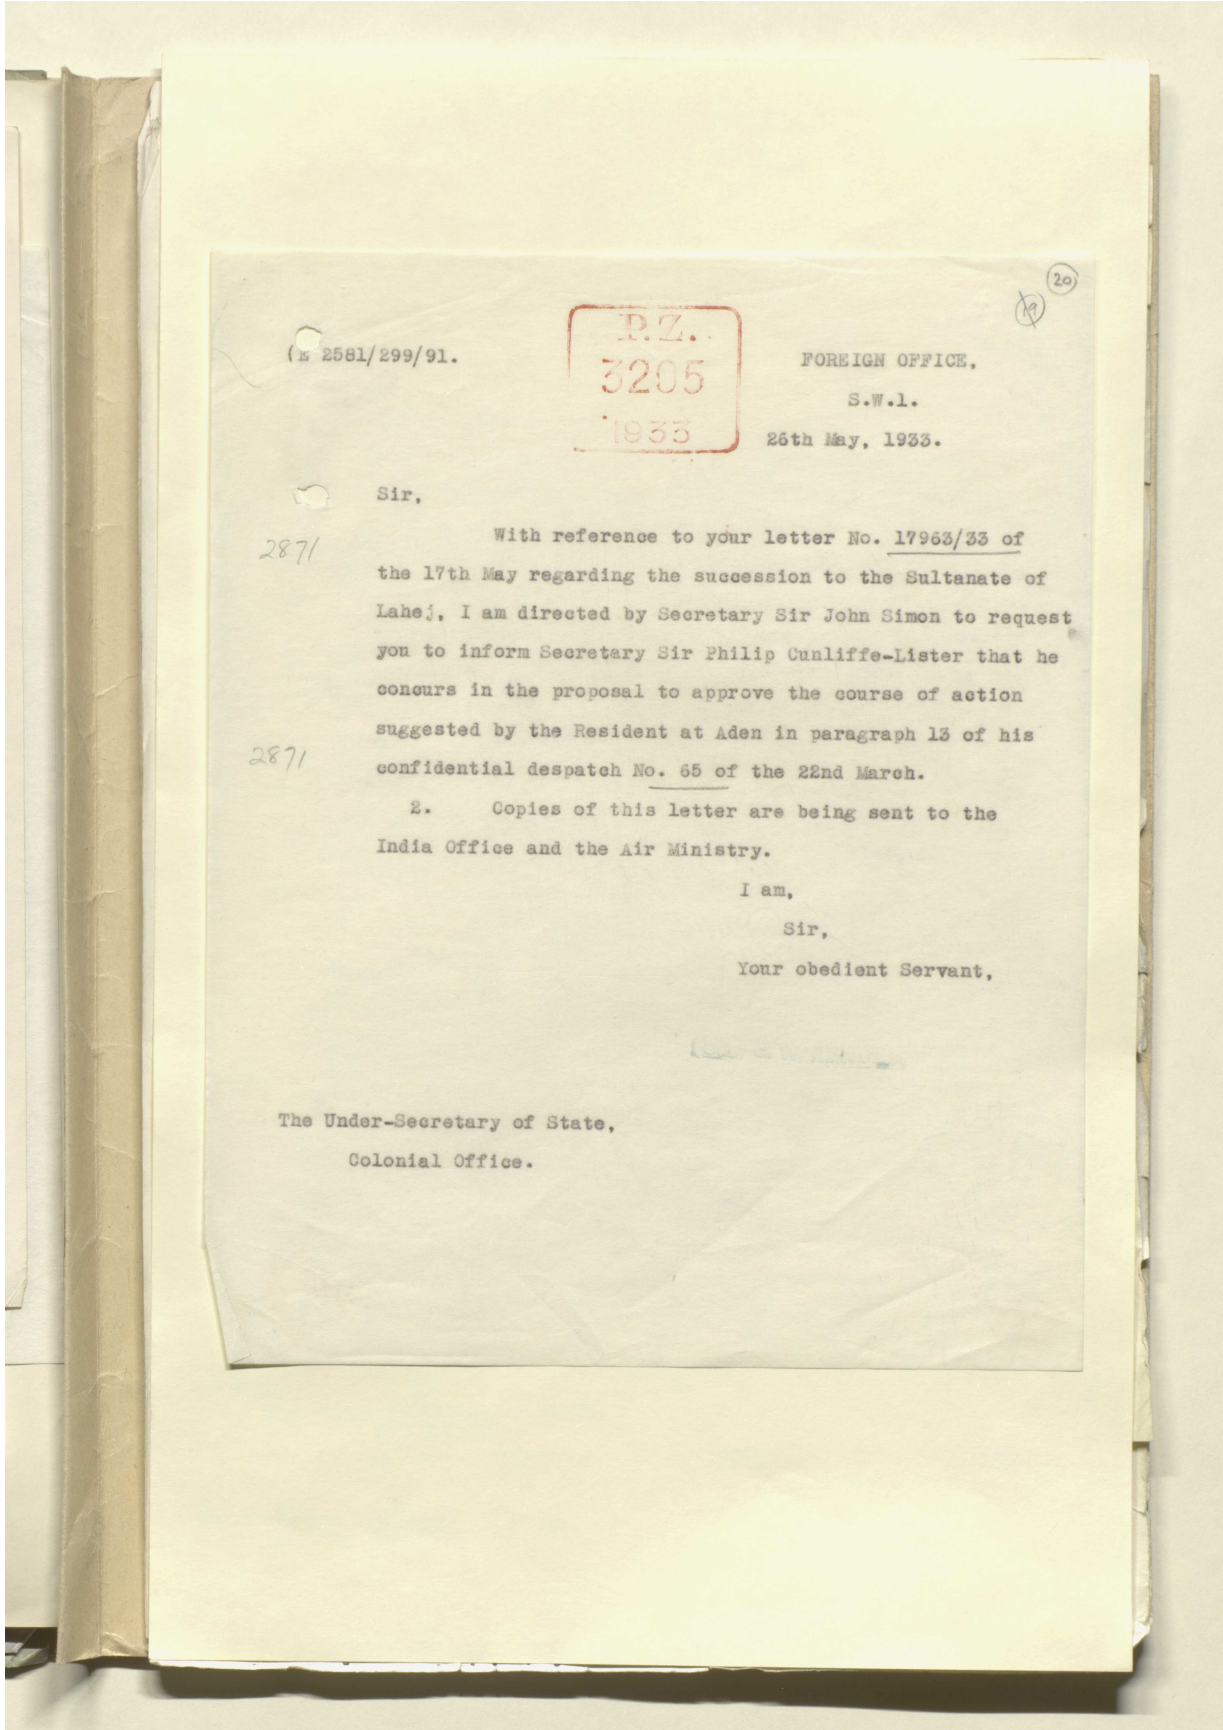 20
19
(E 2581/299/91.
P.Z.
3205
1933
FOREIGN OFFICE,
S.W.1.
26th May, 1933.
Sir,
With reference to your letter No. 17963/33 of
2871
the 17th May regarding the succession to the Sultanate of
Lahej, I am directed by Secretary Sir John Simon to request
you to inform Secretary Sir Philip Cunliffe-Lister that he
concurs in the proposal to approve the course of action
suggested by the Resident at Aden in paragraph 13 of his
2871
confidential despatch No. 65 of the 22nd March.
2. Copies of this letter are being sent to the
India Office and the Air Ministry.
I am,
Sir,
Your obedient Servant,
The Under-Secretary of State,
Colonial Office.